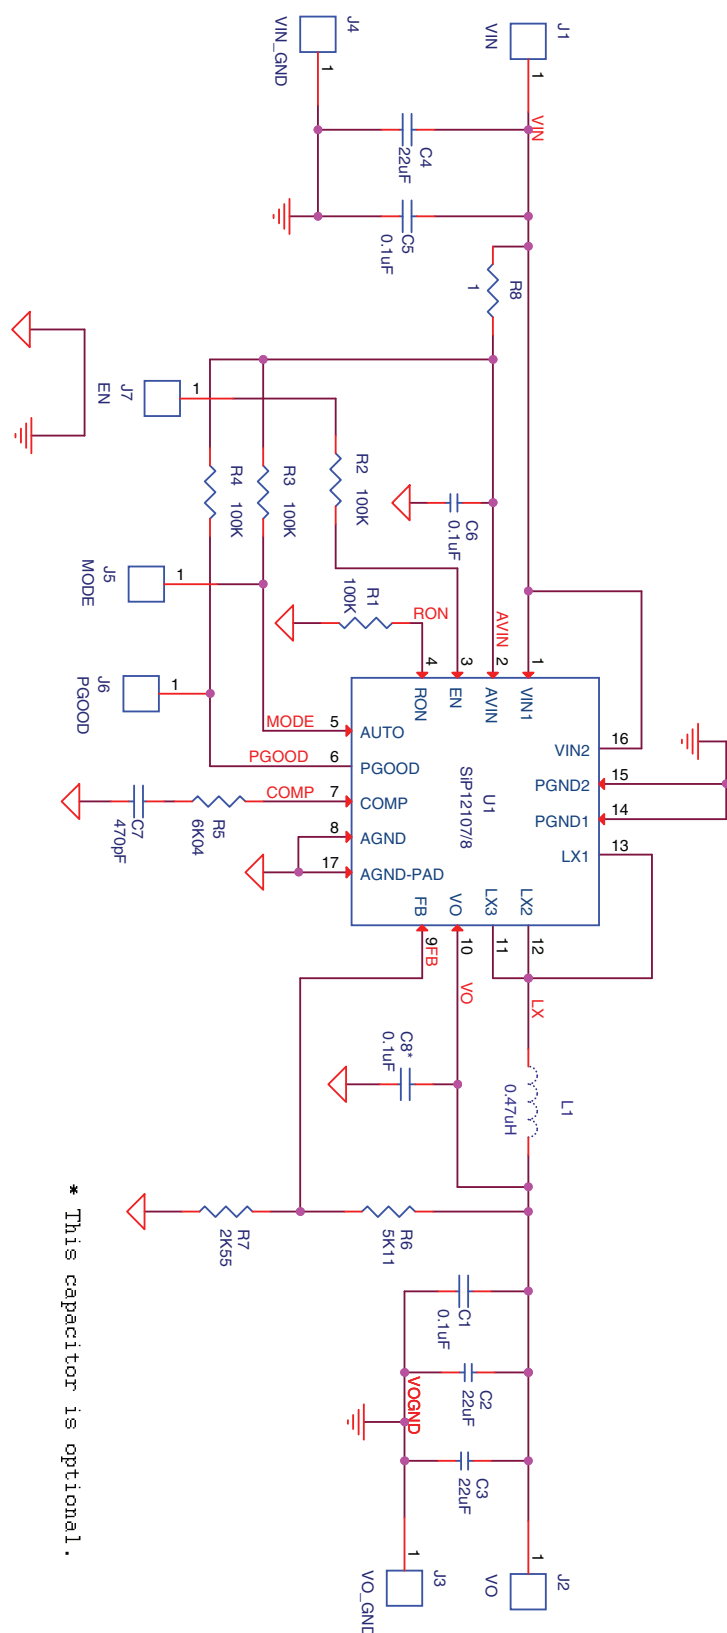 J4
VIN_GND
1
J1
VIN
1
VIN
C4
22uF
C5
0.1uF
R8
1
J7
EN
1
R4 100K
R3 100K
R2 100K
C6
0.1uF
J5
MODE
1
J6
PGOOD
1
R1
100K
RON
AVIN
4
3
2
1
RON
EN
AVIN
VIN1
MODE
5
AUTO
PGOOD
6
PGOOD
COMP
7
COMP
8
AGND
17
AGND-PAD
C7
470pF
R5
6K04
U1
SiP12107/8
VIN2
16
PGND2
15
PGND1
14
LX1
13
FB
VO
LX3
LX2
9
10
11
12
FB
VO
LX
C8*
0.1uF
L1
0.47uH
R7
2K55
R6
5K11
C1
0.1uF
C2
22uF
VOGND
C3
22uF
1
J3
VO_GND
1
J2
VO
* This capacitor is optional.